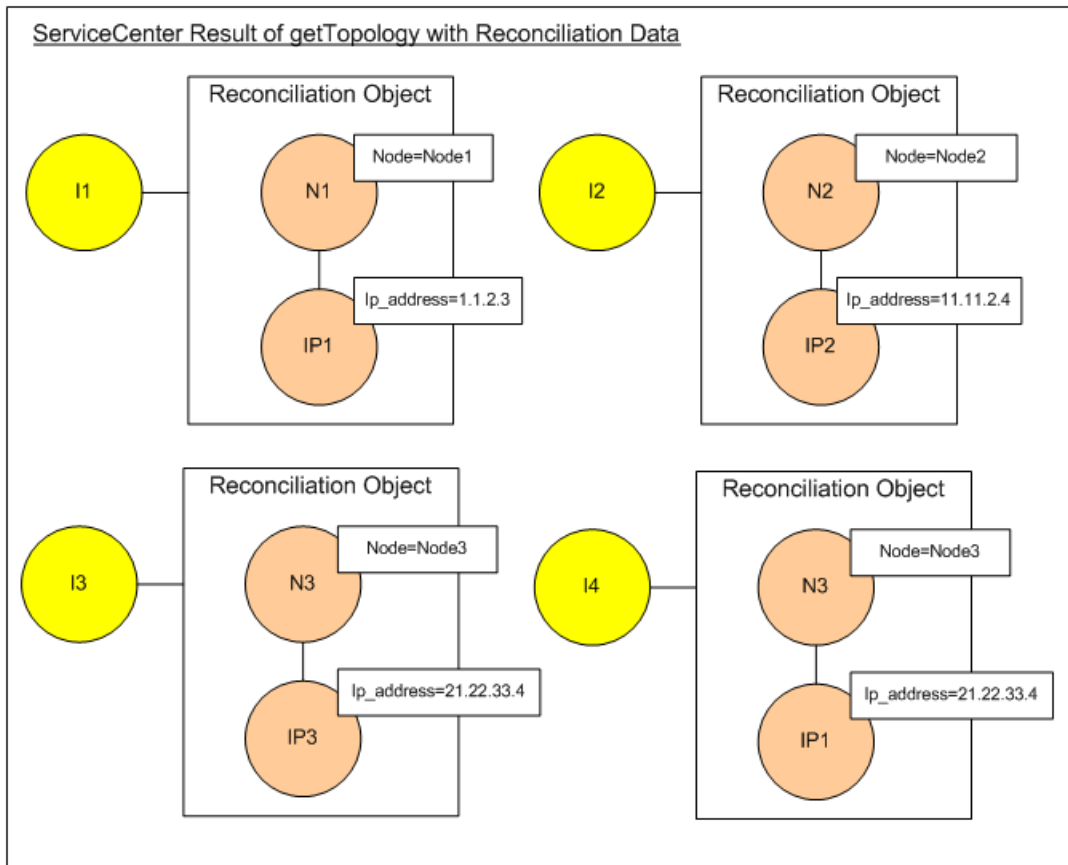 ServiceCenter Result of getTopology with Reconciliation Data
Reconciliation Object
I1
N1
Node=Node1
Ip_address=1.1.2.3
IP1
Reconciliation Object
I2
N2
Node=Node2
Ip_address=11.11.2.4
IP2
Reconciliation Object
I3
N3
Node=Node3
Ip_address=21.22.33.4
IP3
Reconciliation Object
I4
N3
Node=Node3
Ip_address=21.22.33.4
IP1